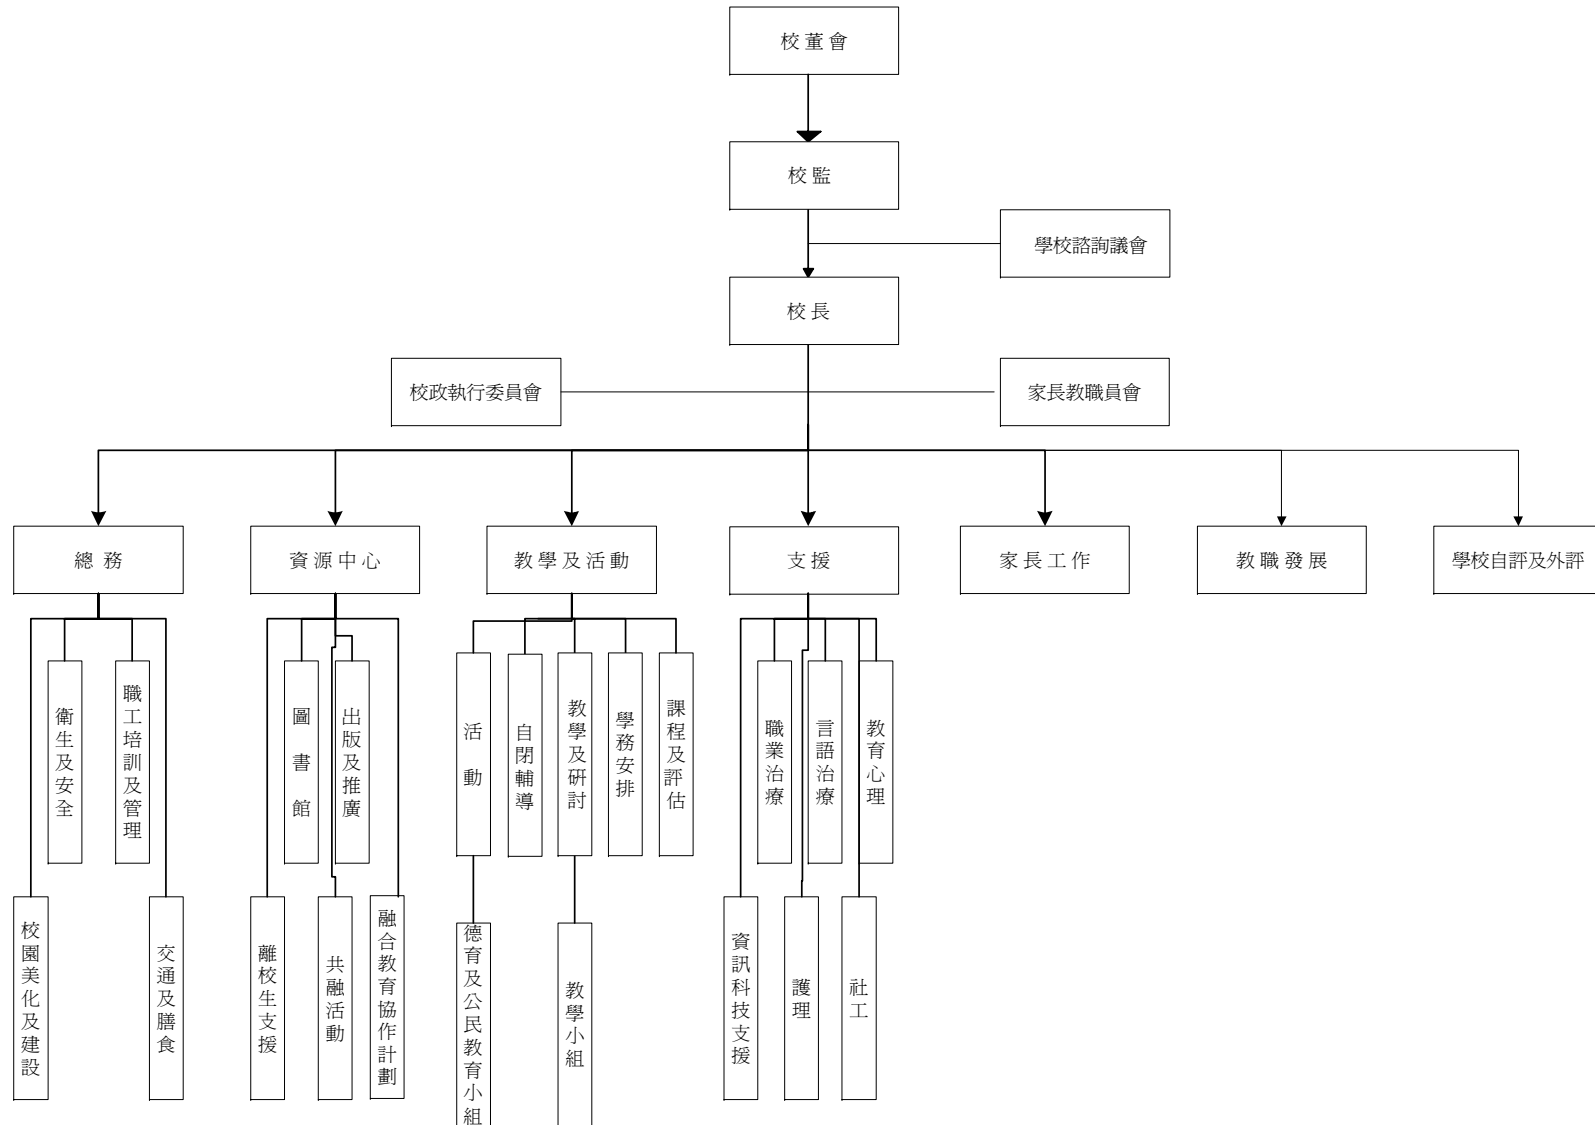 校董會
校監
學校諮詢議會
校長
校政執行委員會
家長教職員會
總務
資源中心
教學及活動
支援
家長工作
教職發展
學校自評及外評
衛生及安全
職工培訓及管理
圖書館
出版及推廣
活動
自閉輔導
教學及研討
學務安排
課程及評估
職業治療
言語治療
教育心理
校園美化及建設
交通及膳食
離校生支援
共融活動
融合教育協作計劃
德育及公民教育小組
教學小組
資訊科技支援
護理
社工